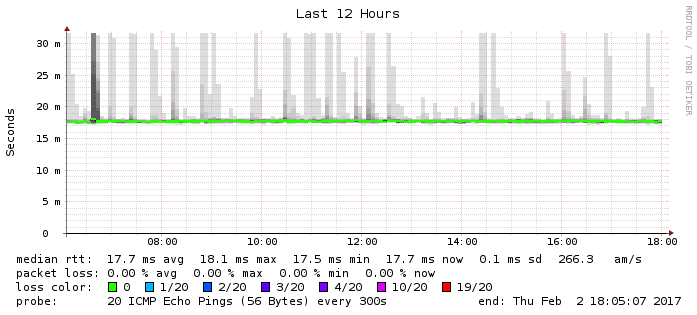 Last 12 Hours
RRDTOOL / TOBI OETIKER
Seconds
30 m
25 m
20 m
15 m
10 m
5 m
0
08:00 10:00 12:00 14:00 16:00 18:00
median rtt: 17.7 ms avg 18.1 ms max 17.5 ms min 17.7 ms now 0.1 ms sd 266.3 am/s
packet loss: 0.00 % avg 0.00 % max 0.00 % min 0.00 % now
loss color: 0 1/20 2/20 3/20 4/20 10/20 19/20
probe: 20 ICMP Echo Pings (56 Bytes) every 300s end: Thu Feb 2 18:05:07 2017